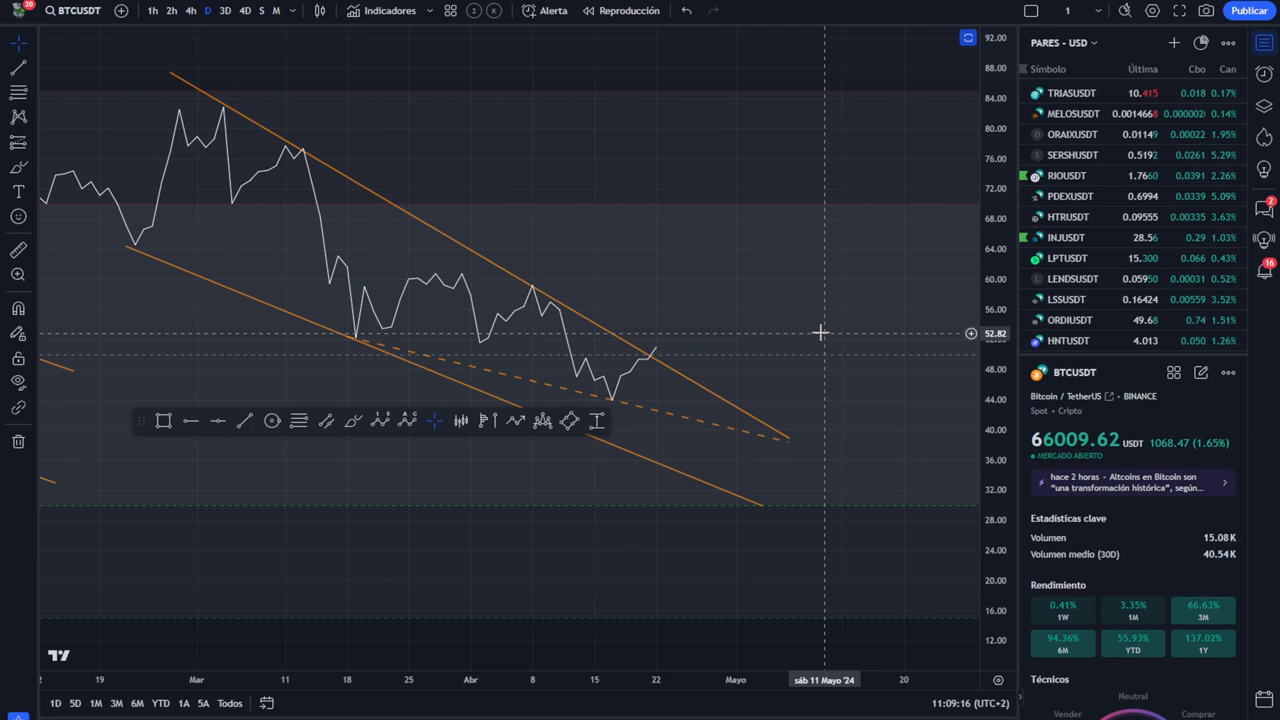 20
BTCUSDT
1h 2h 4h D 3D 4D S M
Indicadores
Alerta
Reproducción
1
Publicar
PARES - USD
Símbolo Última Cbo Can
TRIASUSDT 10.415 0.018 0.17%
MELOSUSDT 0.0014668 0.0000020 0.14%
ORAIXUSDT 0.01149 0.00022 1.95%
SERSHUSDT 0.5192 0.0261 5.29%
RIOUSDT 1.7660 0.0391 2.26%
PDEXUSDT 0.6994 0.0339 5.09%
HTRUSDT 0.09555 0.00335 3.63%
INJUSDT 28.56 0.29 1.03%
LPTUSDT 15.300 0.066 0.43%
LENDSUSDT 0.05950 0.00031 0.52%
LSSUSDT 0.16424 0.00559 3.52%
ORDIUSDT 49.68 0.74 1.51%
HNTUSDT 4.013 0.050 1.26%
2
16
92.00
88.00
84.00
80.00
76.00
72.00
68.00
64.00
60.00
56.00
52.82
48.00
44.00
40.00
36.00
32.00
28.00
24.00
20.00
16.00
12.00
BTCUSDT
Bitcoin / TetherUS • BINANCE
Spot • Cripto
66009.62 USDT 1068.47 (1.65%)
MERCADO ABIERTO
hace 2 horas • Altcoins en Bitcoin son
“una transformación histórica”, según...
Estadísticas clave
Volumen 15.08 K
Volumen medio (30D) 40.54 K
Rendimiento
0.41% 3.35% 66.63%
1W 1M 3M
94.36% 55.93% 137.02%
6M YTD 1Y
Técnicos
Neutral
Vender Comprar
19 Mar 11 18 25 Abr 8 15 22 Mayo sáb 11 Mayo '24 20
1D 5D 1M 3M 6M YTD 1A 5A Todos
11:09:16 (UTC+2)